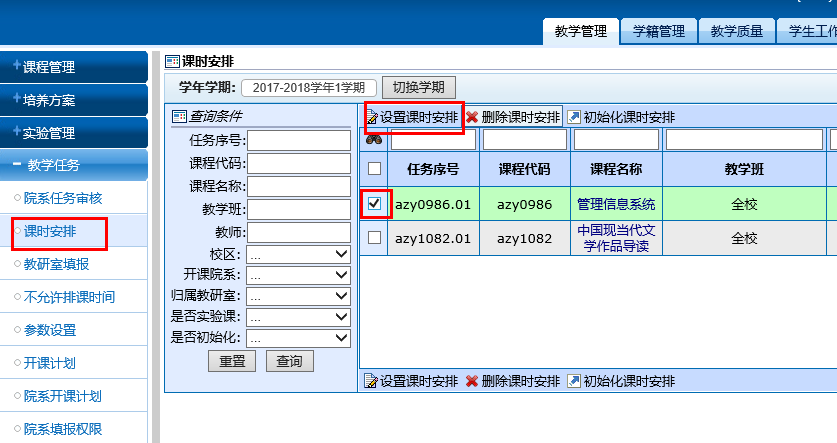 教学管理 学籍管理 教学质量 学生工作
课程管理
培养方案
实验管理
教学任务
院系任务审核
课时安排
教研室填报
不允许排课时间
参数设置
开课计划
院系开课计划
院系填报权限
课时安排
学年学期: 2017-2018学年1学期 切换学期
查询条件
任务序号:
课程代码:
课程名称:
教学班:
教师:
校区: ...
开课院系: ...
归属教研室: ...
是否实验课: ...
是否初始化: ...
重置 查询
设置课时安排 删除课时安排 初始化课时安排
任务序号 课程代码 课程名称 教学班
azy0986.01 azy0986 管理信息系统 全校
azy1082.01 azy1082 中国现当代文 全校
学作品导读
设置课时安排 删除课时安排 初始化课时安排